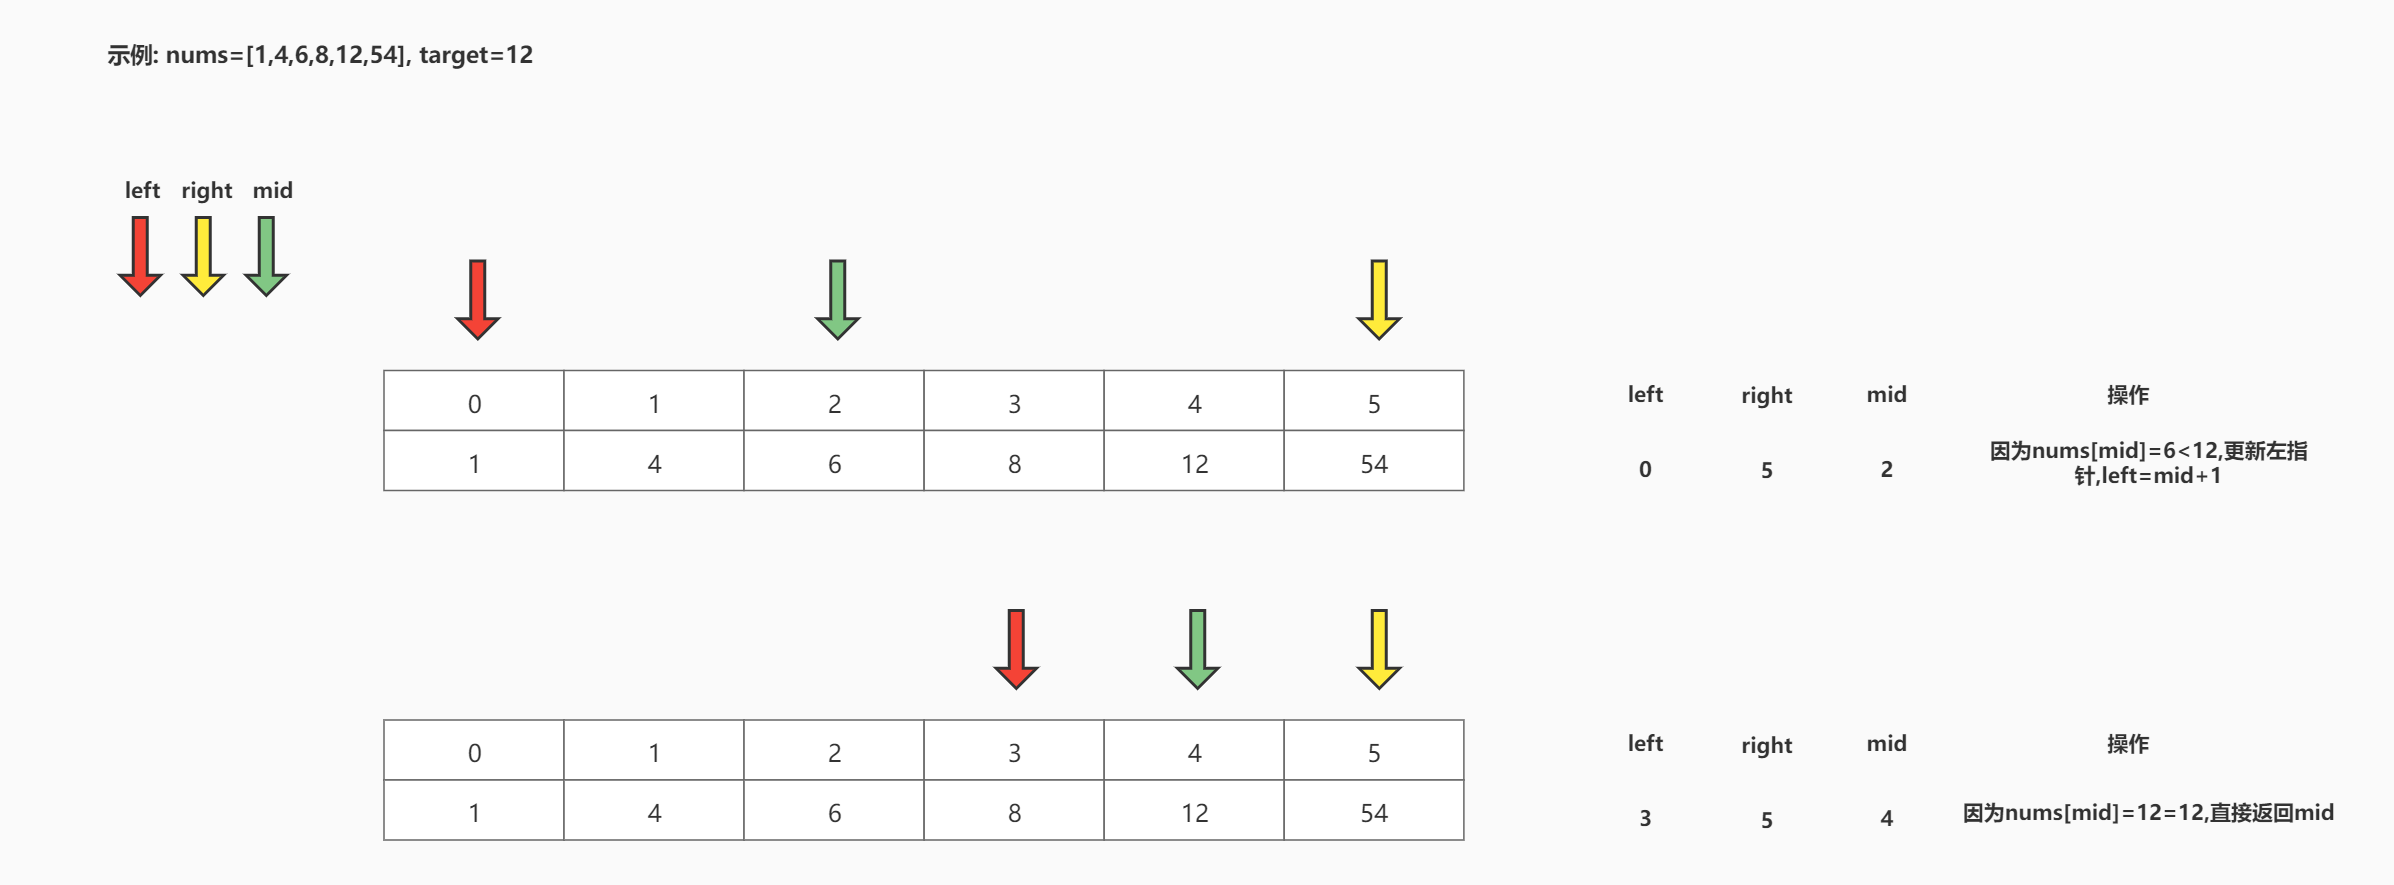 示例: nums=[1,4,6,8,12,54], target=12
left right mid
0 1 2 3 4 5
1 4 6 8 12 54
left right mid 操作
0 5 2 因为nums[mid]=6<12,更新左指
针,left=mid+1
0 1 2 3 4 5
1 4 6 8 12 54
left right mid 操作
3 5 4 因为nums[mid]=12=12,直接返回mid